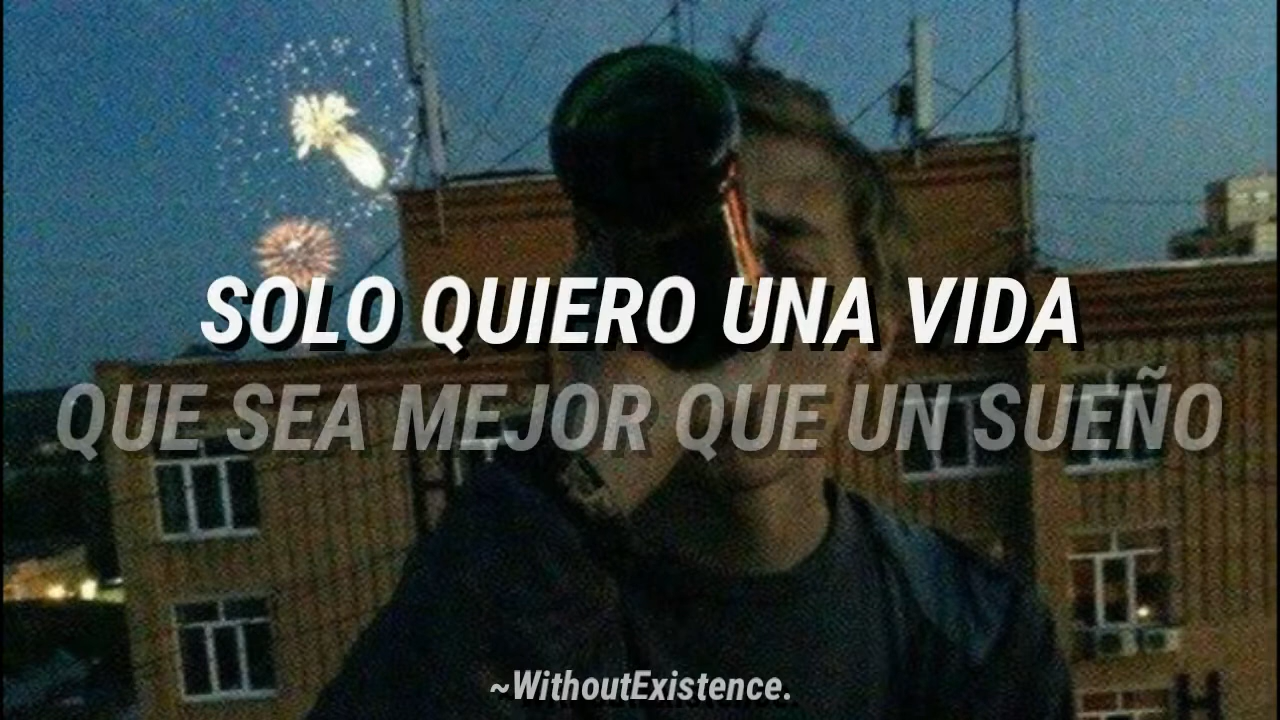 SOLO QUIERO UNA VIDA
QUE SEA MEJOR QUE UN SUEÑO
~WithoutExistence.